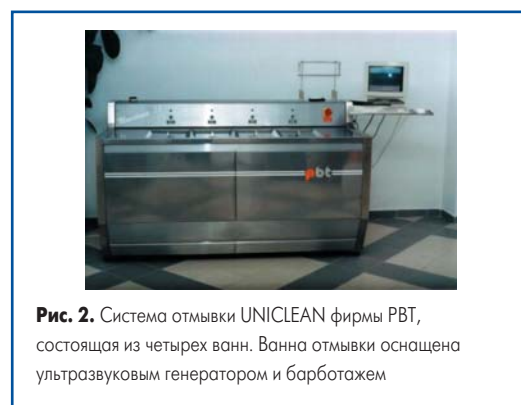 pbt
Рис. 2. Система отмывки UNICLEAN фирмы PBT,
состоящая из четырех ванн. Ванна отмывки оснащена
ультразвуковым генератором и барботажем